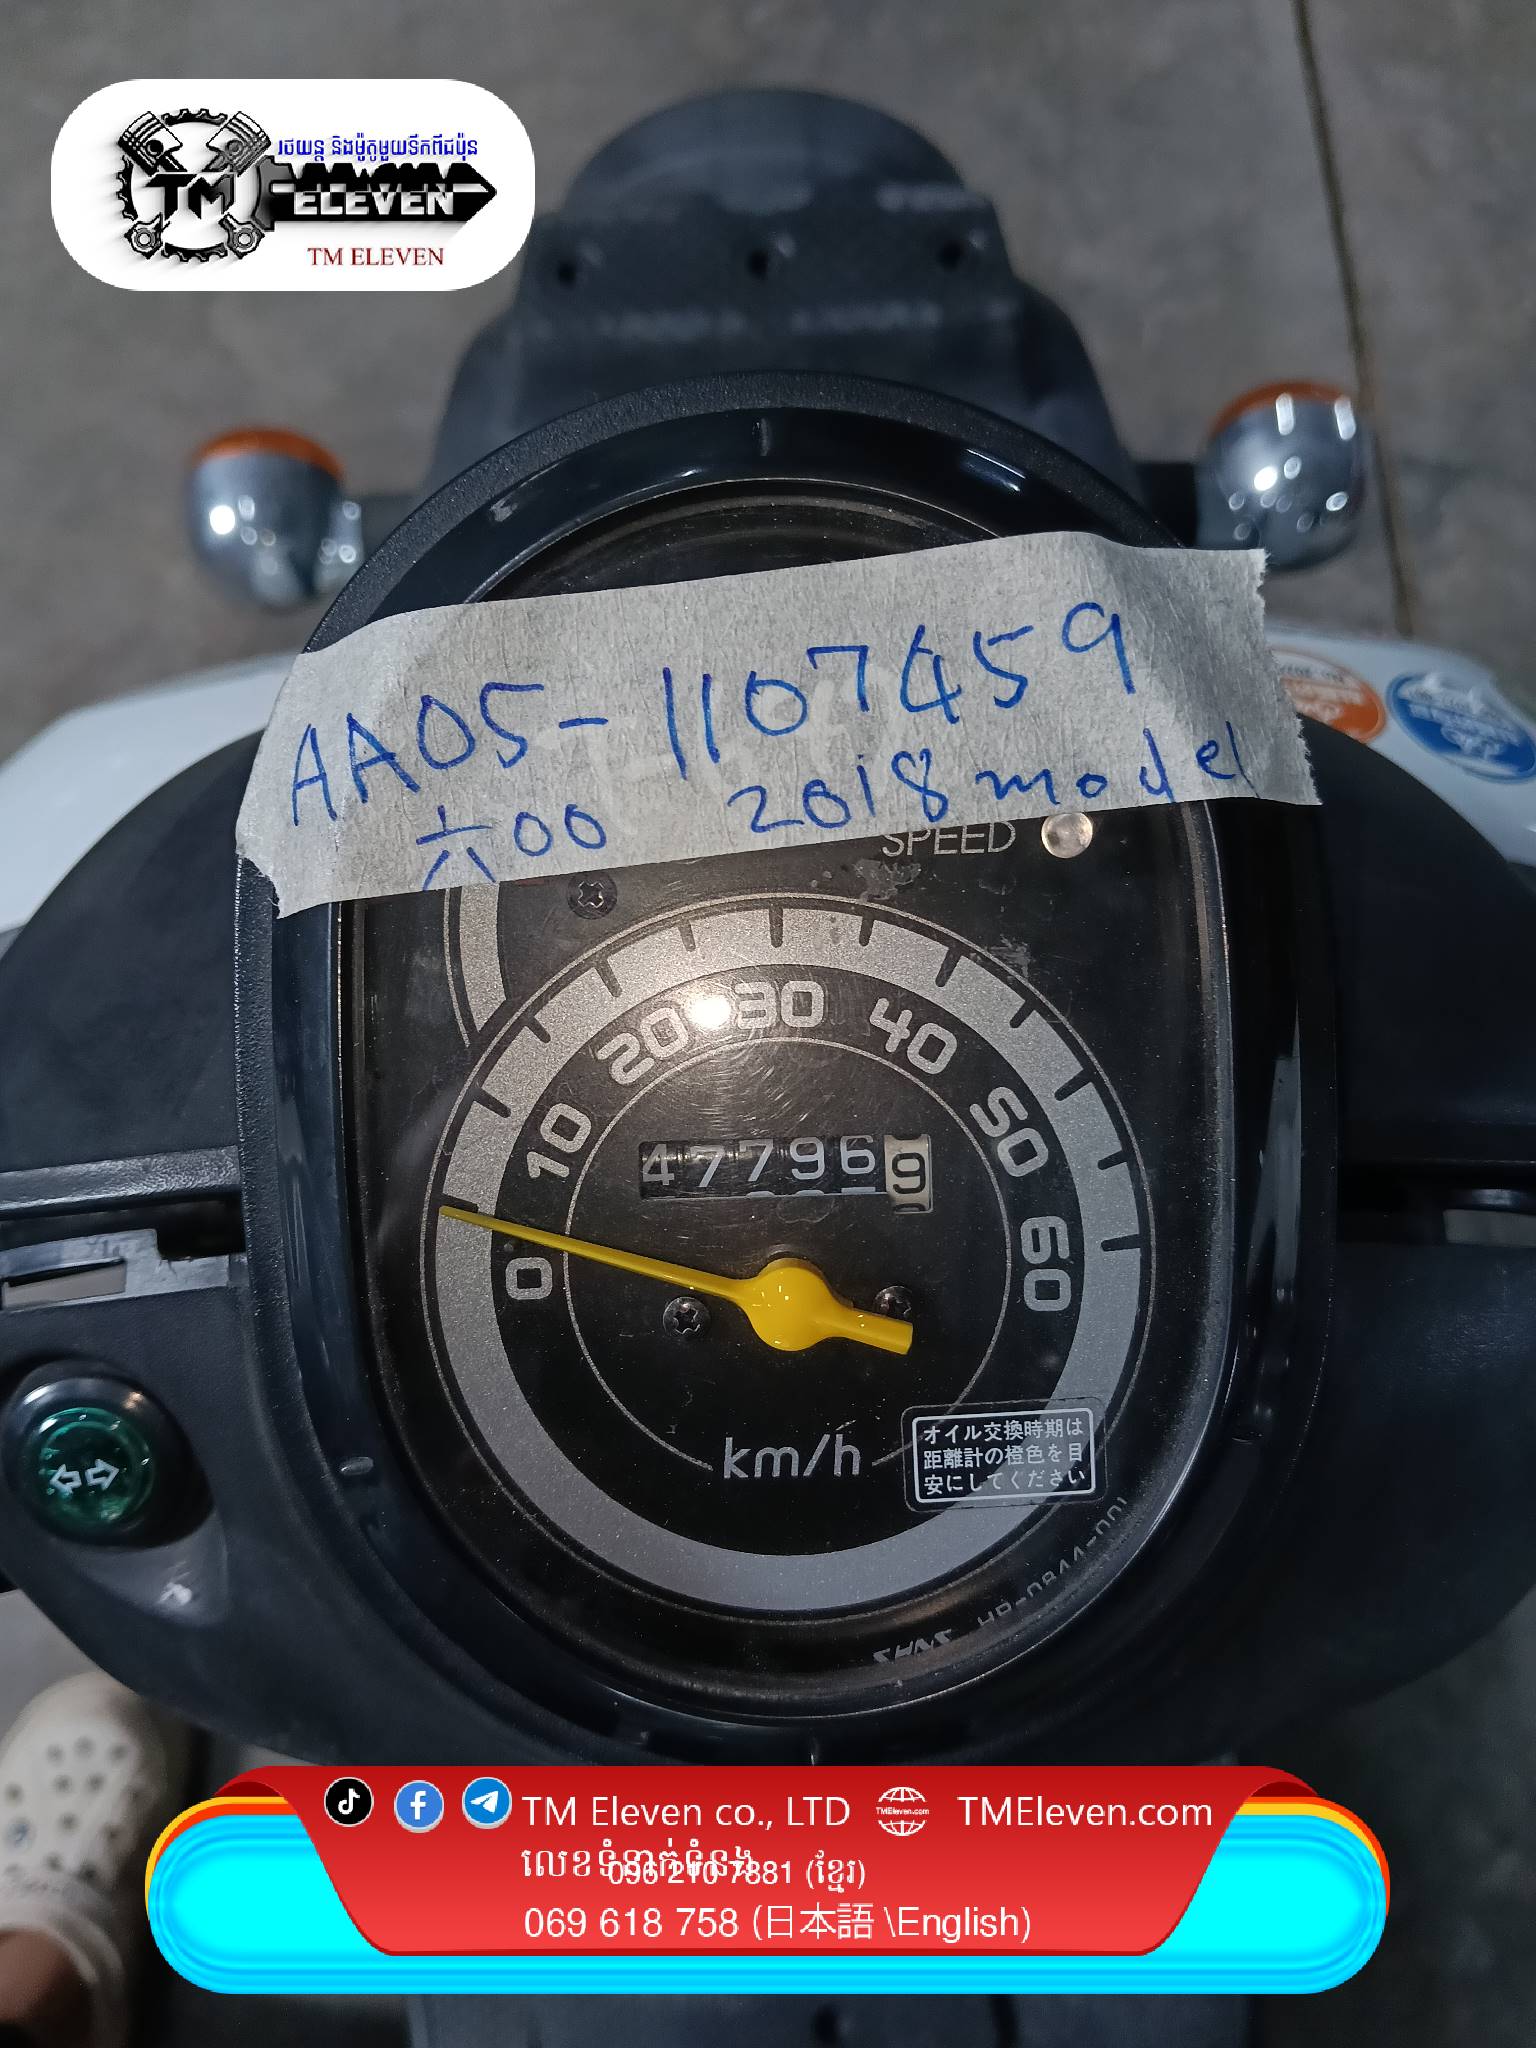 រថយន្ត និងម៉ូតូមួយទឹកពីជប៉ុន
TM
ELEVEN
TM ELEVEN
AA05-1107459
六00 2018 model
SPEED
0 10 20 30 40 50 60
477969
km/h
オイル交換時期は
距離計の橙色を目
安にしてください
TM Eleven co., LTD TMEleven.com
លេខទំនាក់ទំនង
096 210 7881 (ខ្មែរ)
069 618 758 (日本語 \English)